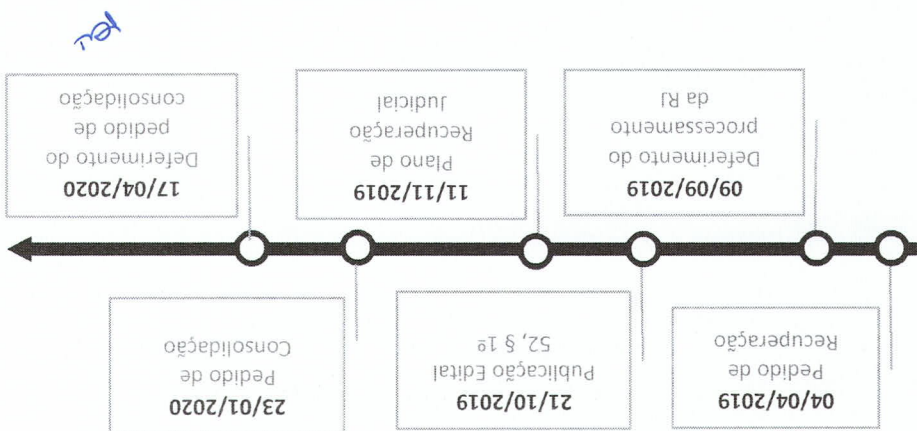 04/04/2019
Pedido de
Recuperação
21/10/2019
Publicação Edital
52, § 1º
23/01/2020
Pedido de
Consolidação
09/09/2019
Deferimento do
processamento
da RJ
11/11/2019
Plano de
Recuperação
Judicial
17/04/2020
Deferimento do
pedido de
consolidação